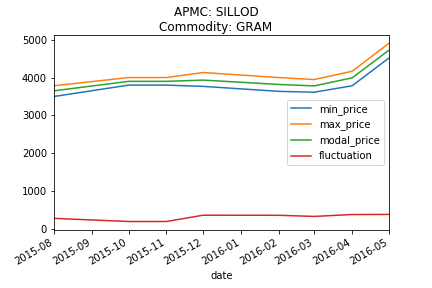 APMC: SILLOD
Commodity: GRAM
5000
4000
3000
2000
1000
0
min_price
max_price
modal_price
fluctuation
2015-08
2015-09
2015-10
2015-11
2015-12
2016-01
2016-02
2016-03
2016-04
2016-05
date